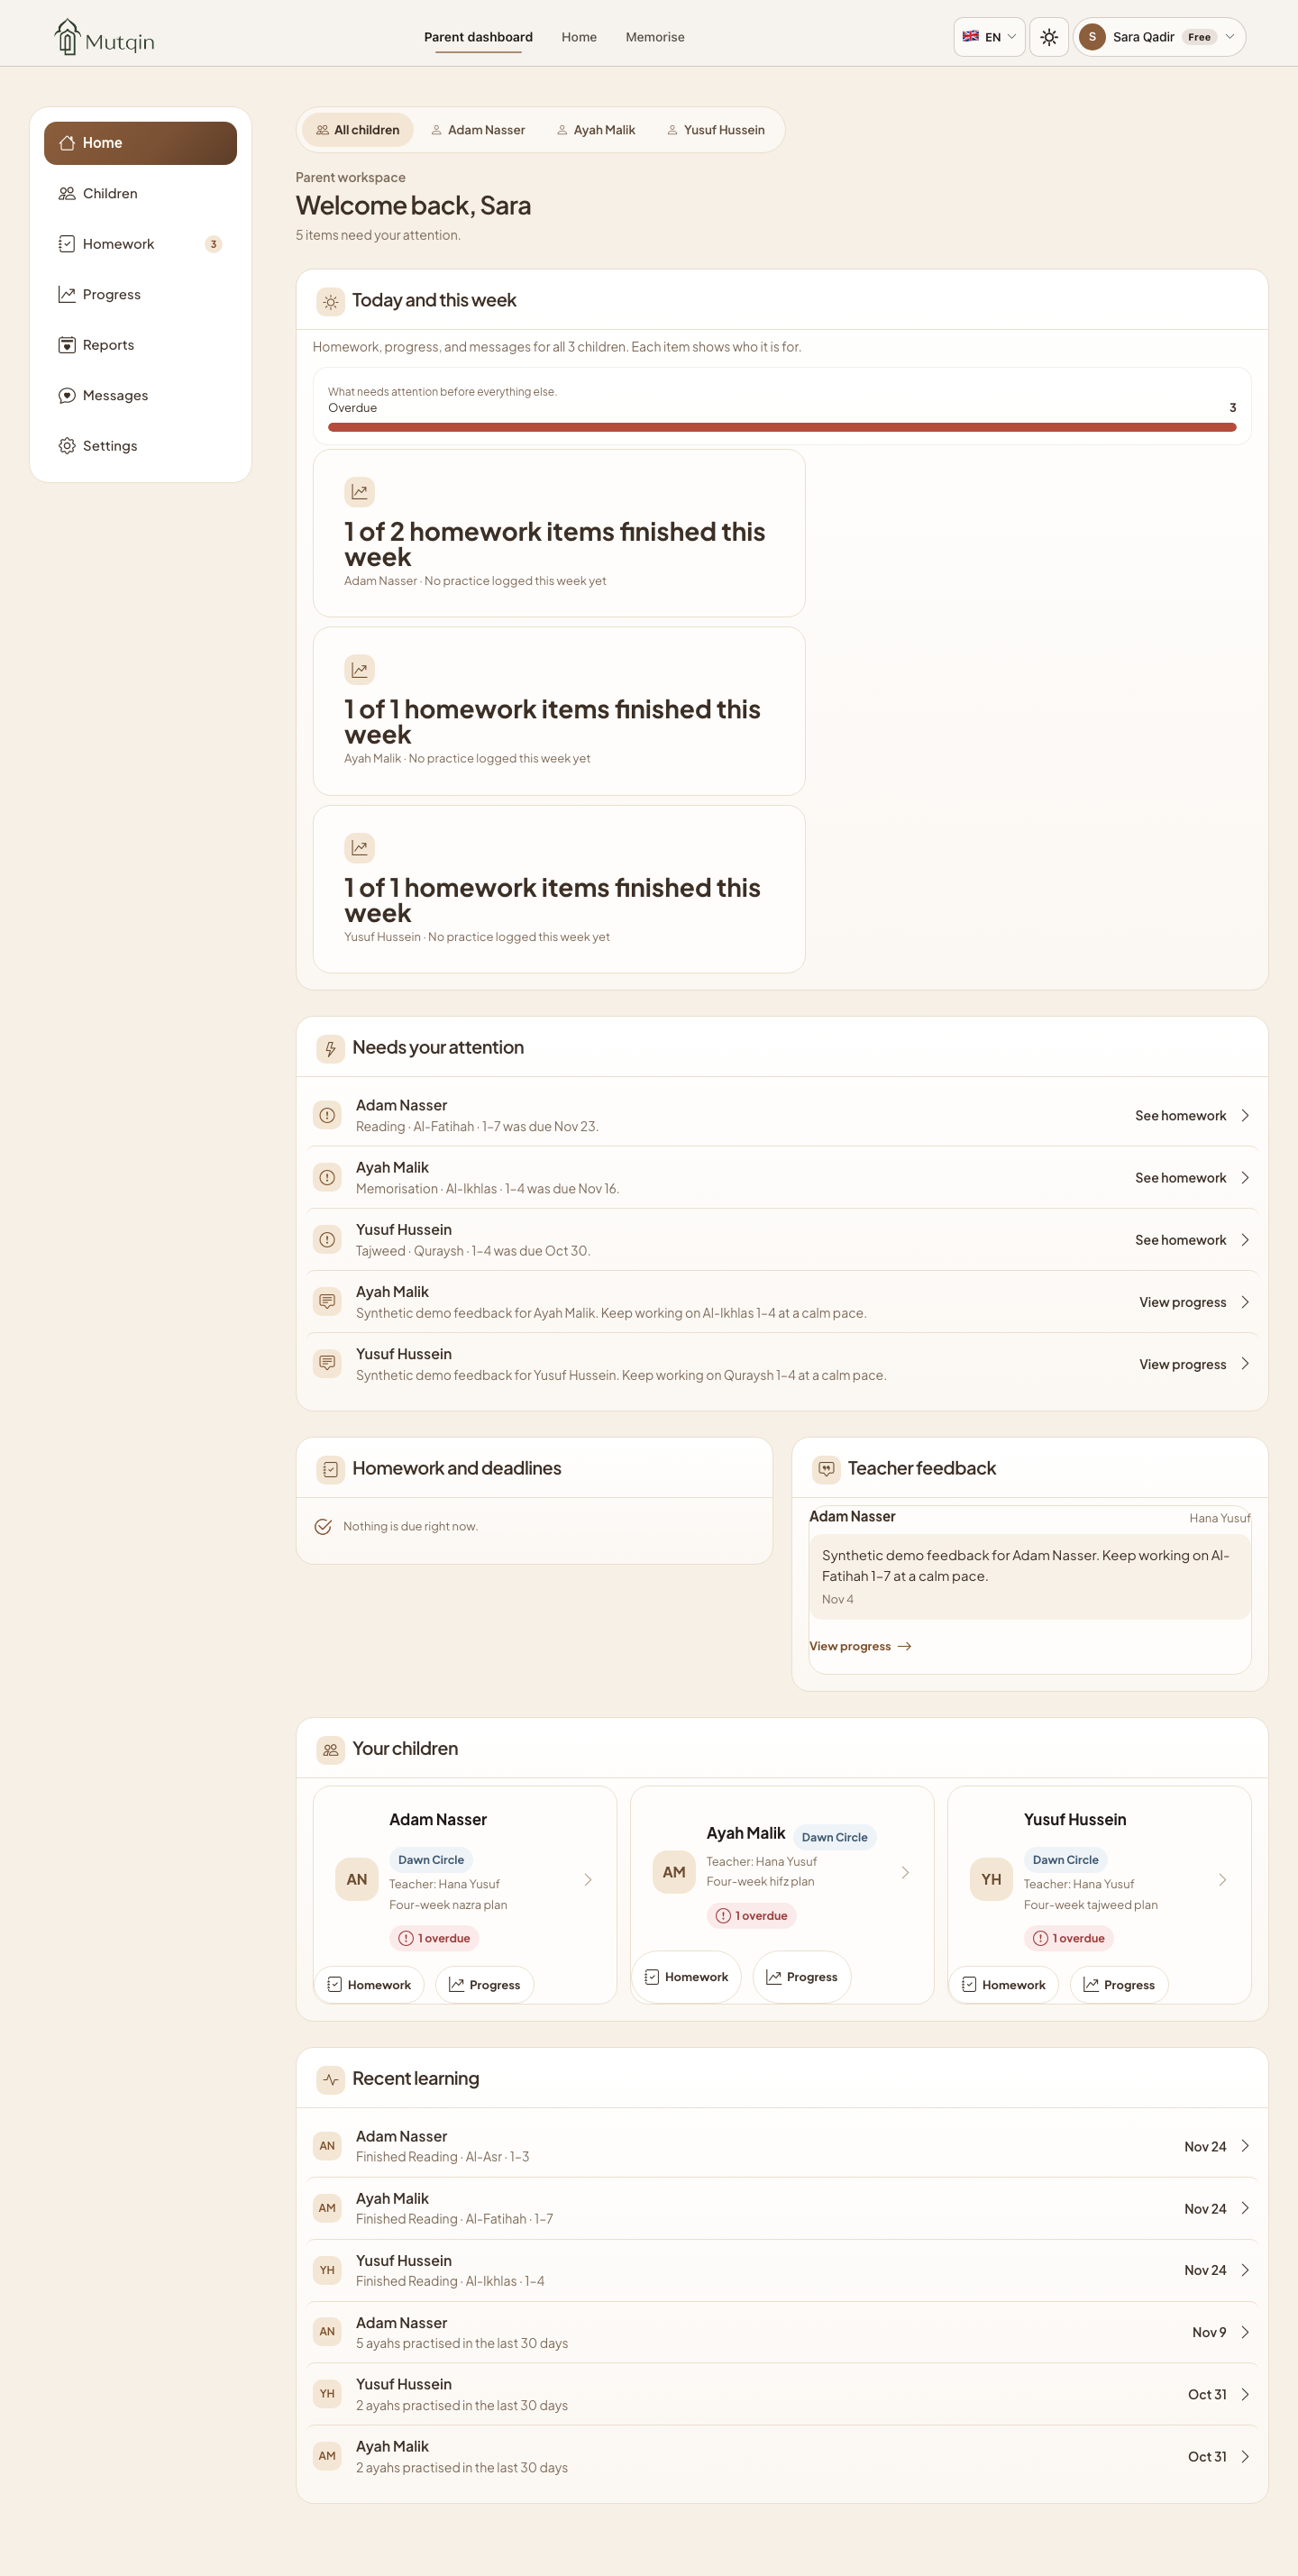 Mutqin
Parent dashboard
Home
Memorise
EN
S
Sara Qadir
Free
Home
Children
Homework
3
Progress
Reports
Messages
Settings
All children
Adam Nasser
Ayah Malik
Yusuf Hussein
Parent workspace
Welcome back, Sara
5 items need your attention.
Today and this week
Homework, progress, and messages for all 3 children. Each item shows who it is for.
What needs attention before everything else.
Overdue
3
1 of 2 homework items finished this
week
Adam Nasser · No practice logged this week yet
1 of 1 homework items finished this
week
Ayah Malik · No practice logged this week yet
1 of 1 homework items finished this
week
Yusuf Hussein · No practice logged this week yet
Needs your attention
Adam Nasser
Reading · Al-Fatihah · 1–7 was due Nov 23.
See homework
Ayah Malik
Memorisation · Al-Ikhlas · 1–4 was due Nov 16.
See homework
Yusuf Hussein
Tajweed · Quraysh · 1–4 was due Oct 30.
See homework
Ayah Malik
Synthetic demo feedback for Ayah Malik. Keep working on Al-Ikhlas 1–4 at a calm pace.
View progress
Yusuf Hussein
Synthetic demo feedback for Yusuf Hussein. Keep working on Quraysh 1–4 at a calm pace.
View progress
Homework and deadlines
Nothing is due right now.
Teacher feedback
Adam Nasser
Hana Yusuf
Synthetic demo feedback for Adam Nasser. Keep working on Al-
Fatihah 1–7 at a calm pace.
Nov 4
View progress
Your children
AN
Adam Nasser
Dawn Circle
Teacher: Hana Yusuf
Four-week nazra plan
1 overdue
Homework
Progress
AM
Ayah Malik
Dawn Circle
Teacher: Hana Yusuf
Four-week hifz plan
1 overdue
Homework
Progress
YH
Yusuf Hussein
Dawn Circle
Teacher: Hana Yusuf
Four-week tajweed plan
1 overdue
Homework
Progress
Recent learning
AN
Adam Nasser
Finished Reading · Al-Asr · 1–3
Nov 24
AM
Ayah Malik
Finished Reading · Al-Fatihah · 1–7
Nov 24
YH
Yusuf Hussein
Finished Reading · Al-Ikhlas · 1–4
Nov 24
AN
Adam Nasser
5 ayahs practised in the last 30 days
Nov 9
YH
Yusuf Hussein
2 ayahs practised in the last 30 days
Oct 31
AM
Ayah Malik
2 ayahs practised in the last 30 days
Oct 31